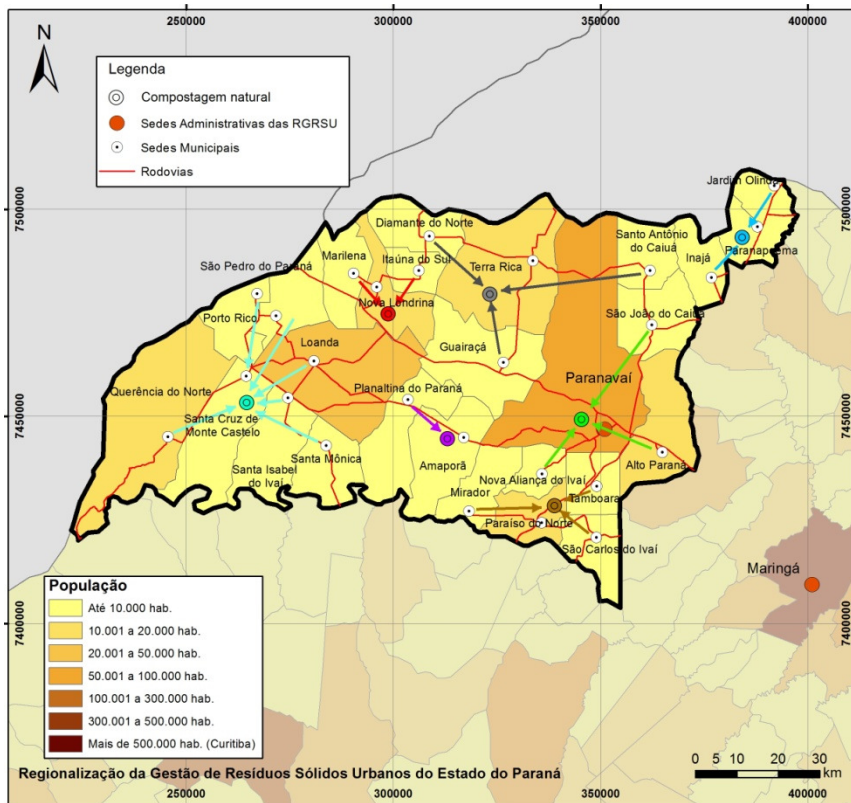 250000 300000 350000 400000
Legenda
Compostagem natural
Sedes Administrativas das RGRSU
Sedes Municipais
Rodovias
N
7500000
7500000
Jardim Olinda
Diamante do Norte
Santo Antônio
do Caiuá
Paranapoema
Marilena
Itaúna do Sul
Terra Rica
Inajá
São Pedro do Paraná
Nova Londrina
São João do Caiuá
Porto Rico
Loanda
Guairaçá
Paranavaí
Querência do Norte
Planaltina do Paraná
7450000
7450000
Santa Cruz de
Monte Castelo
Santa Mônica
Santa Isabel
do Ivaí
Amaporã
Nova Aliança do Ivaí
Alto Paraná
Mirador
Tamboara
Paraíso do Norte
São Carlos do Ivaí
Maringá
7400000
7400000
População
Até 10.000 hab.
10.001 a 20.000 hab.
20.001 a 50.000 hab.
50.001 a 100.000 hab.
100.001 a 300.000 hab.
300.001 a 500.000 hab.
Mais de 500.000 hab. (Curitiba)
Regionalização da Gestão de Resíduos Sólidos Urbanos do Estado do Paraná
0 5 10 20 30
km
250000 300000 350000 400000